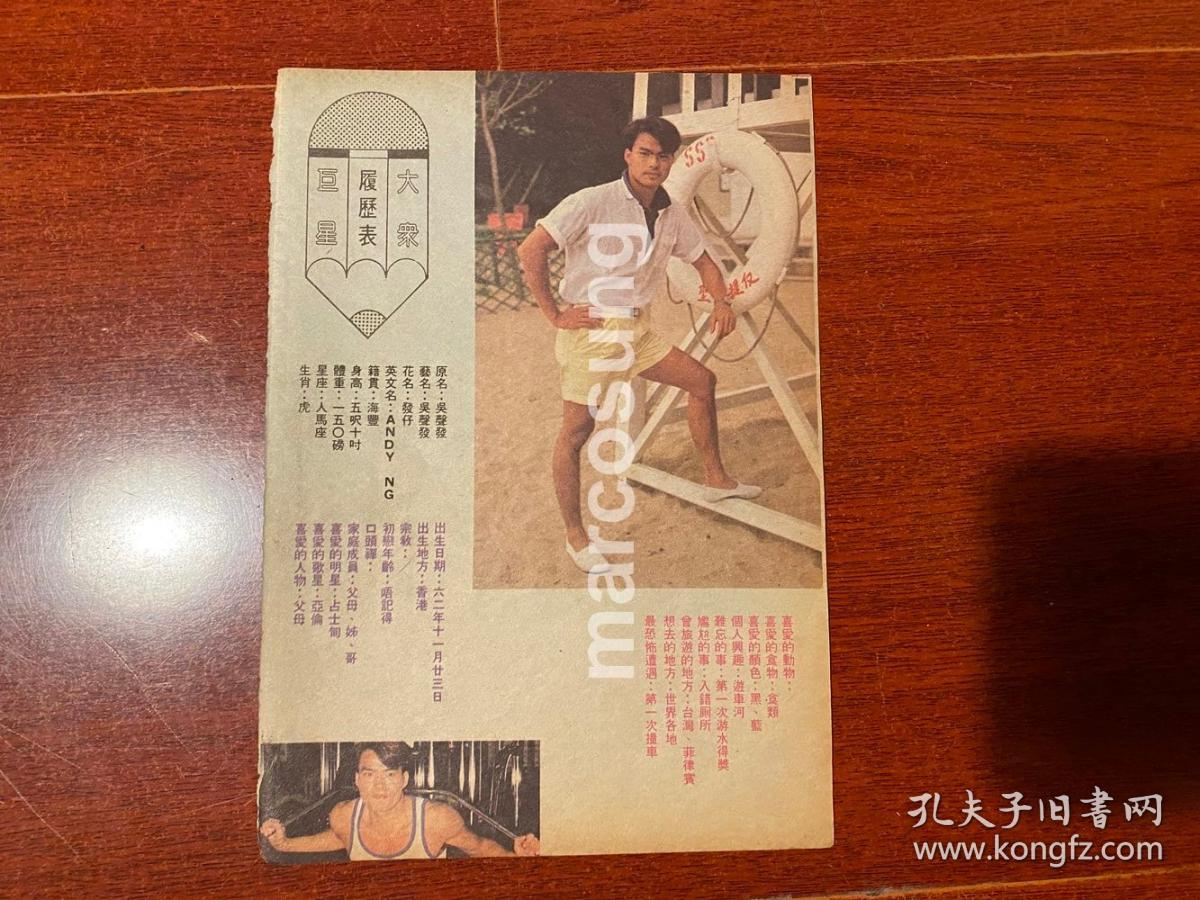 大眾
履歷表
巨星
SS
原名：吳聲發
藝名：吳聲發
花名：發仔
英文名：ANDY NG
籍貫：海豐
身高：五呎十吋
體重：一五〇磅
星座：人馬座
生肖：虎
出生日期：六二年十一月廿三日
出生地方：香港
宗教：／
初戀年齡：唔記得
口頭禪：
家庭成員：父母、姊、哥
喜愛的明星：占士甸
喜愛的歌星：亞倫
喜愛的人物：父母
喜愛的動物：
喜愛的食物：食類
喜愛的顏色：黑、藍
個人興趣：遊車河
難忘的事：第一次游水得獎
尷尬的事：入錯廁所
曾旅遊的地方：台灣、菲律賓
想去的地方：世界各地
最恐怖遭遇：第一次撞車
marcosung
孔夫子旧书网
www.kongfz.com